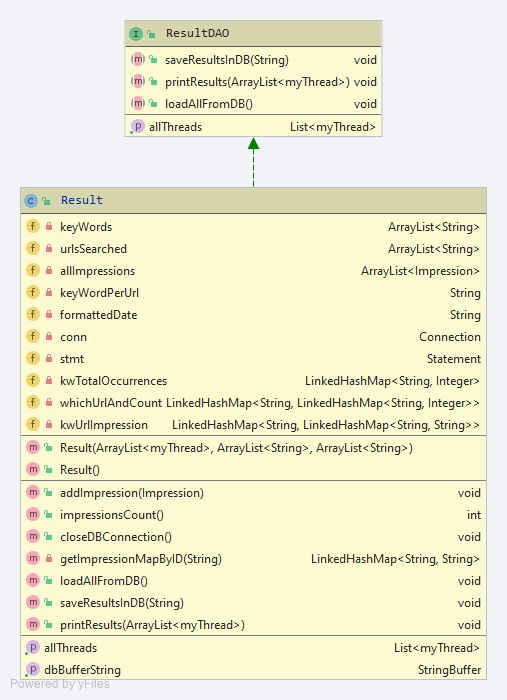 I ResultDAO
m saveResultsInDB(String) void
m printResults(ArrayList<myThread>) void
m loadAllFromDB() void
p allThreads List<myThread>
c Result
f keyWords ArrayList<String>
f urlsSearched ArrayList<String>
f allImpressions ArrayList<Impression>
f keyWordPerUrl String
f formattedDate String
f conn Connection
f stmt Statement
f kwTotalOccurrences LinkedHashMap<String, Integer>
f whichUrlAndCount LinkedHashMap<String, LinkedHashMap<String, Integer>>
f kwUrlImpression LinkedHashMap<String, LinkedHashMap<String, String>>
m Result(ArrayList<myThread>, ArrayList<String>, ArrayList<String>)
m Result()
m addImpression(Impression) void
m impressionsCount() int
m closeDBConnection() void
m getImpressionMapByID(String) LinkedHashMap<String, String>
m loadAllFromDB() void
m saveResultsInDB(String) void
m printResults(ArrayList<myThread>) void
p allThreads List<myThread>
p dbBufferString StringBuffer
Powered by yFiles